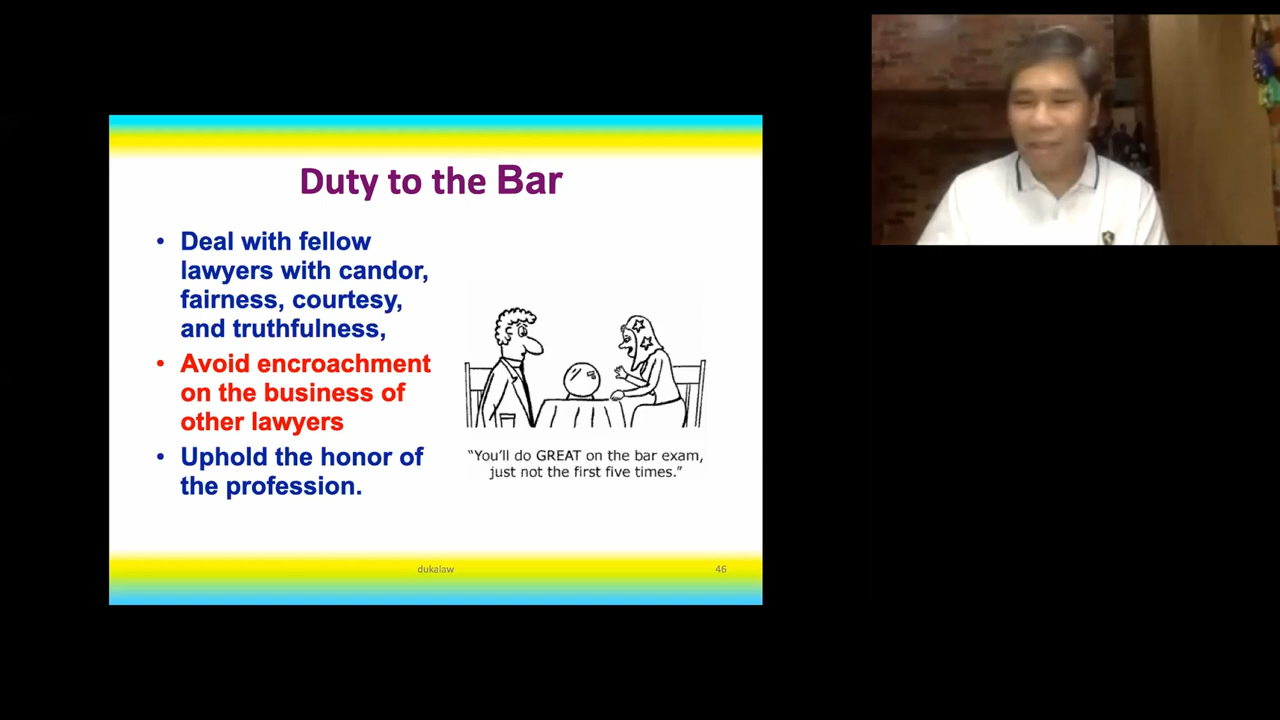 Duty to the Bar
• Deal with fellow
lawyers with candor,
fairness, courtesy,
and truthfulness,
• Avoid encroachment
on the business of
other lawyers
• Uphold the honor of
the profession.
“You’ll do GREAT on the bar exam,
just not the first five times.”
dukalaw
46